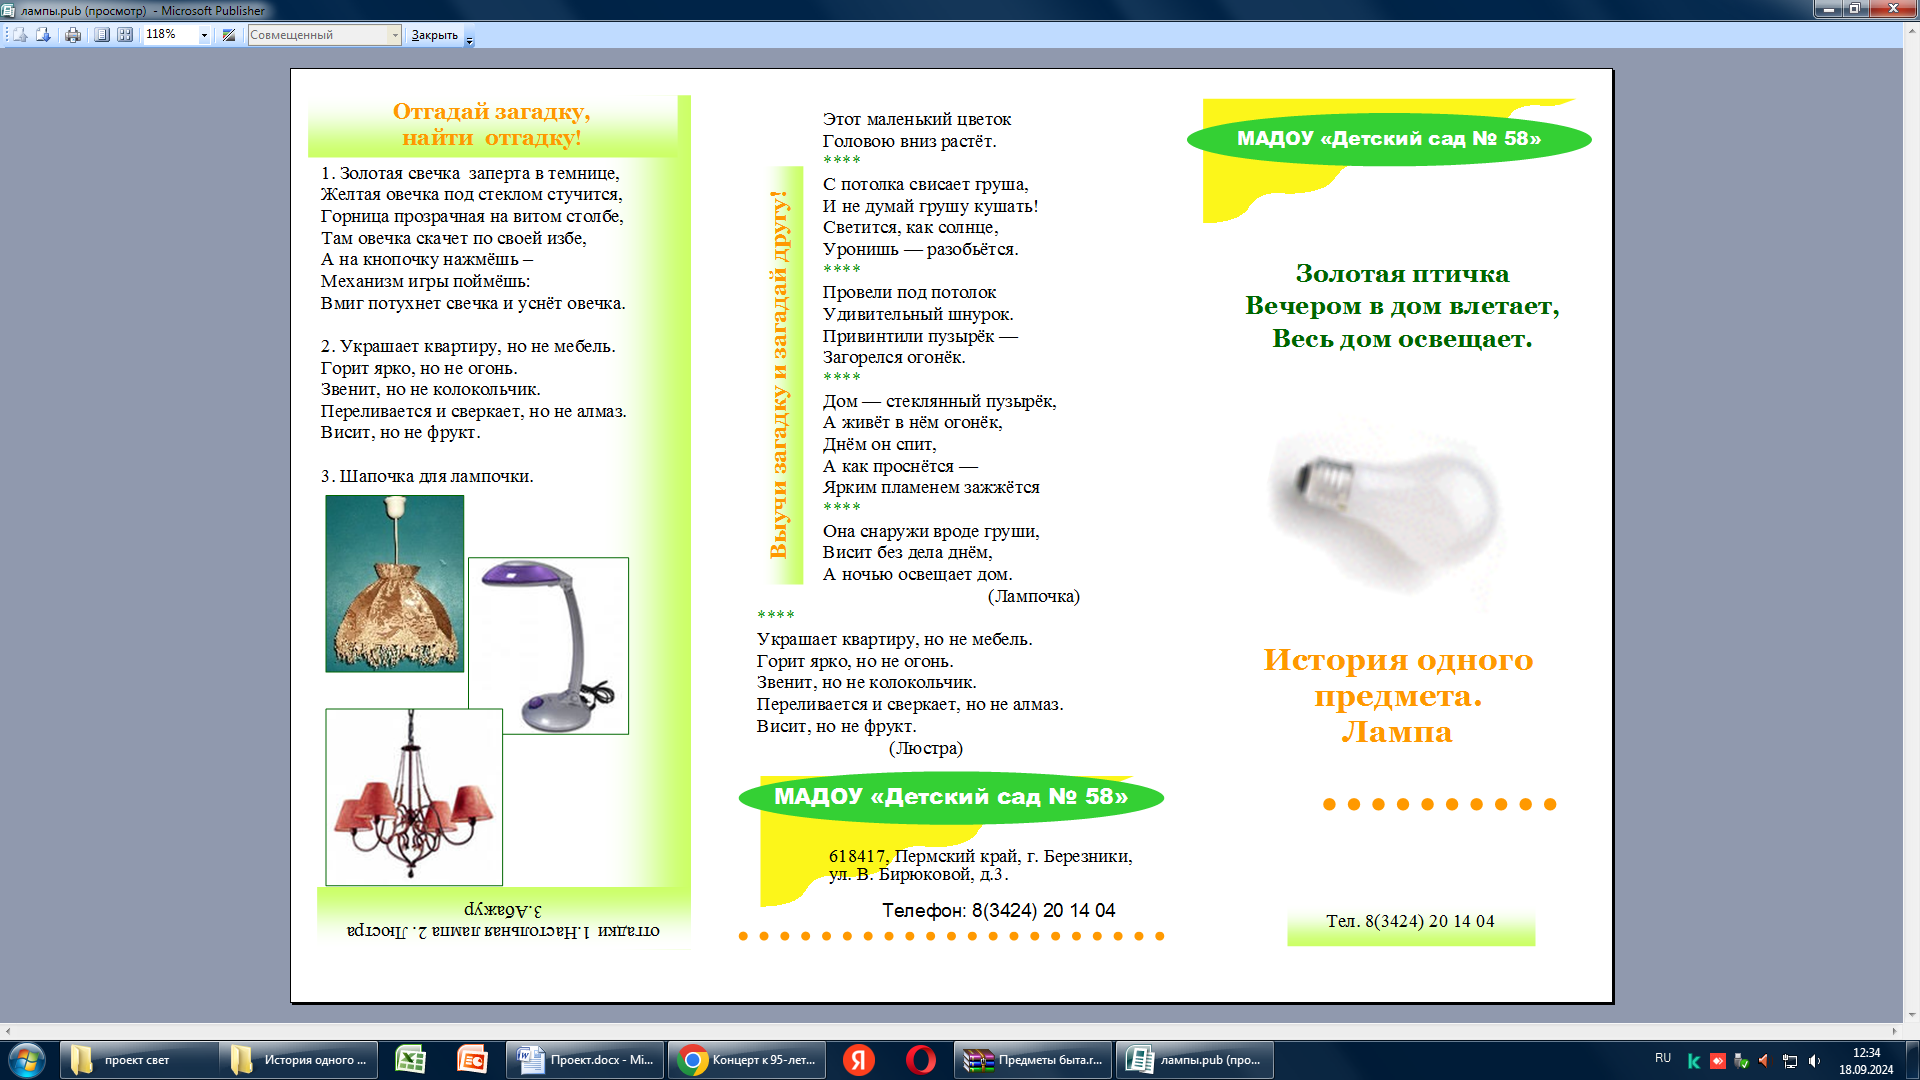 лампы.pub (просмотр) - Microsoft Publisher
118%
Совмещенный
Закрыть
Отгадай загадку,
найти отгадку!
1. Золотая свечка заперта в темнице,
Желтая овечка под стеклом стучится,
Горница прозрачная на витом столбе,
Там овечка скачет по своей избе,
А на кнопочку нажмёшь –
Механизм игры поймёшь:
Вмиг потухнет свечка и уснёт овечка.
2. Украшает квартиру, но не мебель.
Горит ярко, но не огонь.
Звенит, но не колокольчик.
Переливается и сверкает, но не алмаз.
Висит, но не фрукт.
3. Шапочка для лампочки.
отгадки 1.Настольная лампа 2. Люстра
3.Абажур
Выучи загадку и загадай другу!
Этот маленький цветок
Головою вниз растёт.
****
С потолка свисает груша,
И не думай грушу кушать!
Светится, как солнце,
Уронишь — разобьётся.
****
Провели под потолок
Удивительный шнурок.
Привинтили пузырёк —
Загорелся огонёк.
****
Дом — стеклянный пузырёк,
А живёт в нём огонёк,
Днём он спит,
А как проснётся —
Ярким пламенем зажжётся
****
Она снаружи вроде груши,
Висит без дела днём,
А ночью освещает дом.
(Лампочка)
****
Украшает квартиру, но не мебель.
Горит ярко, но не огонь.
Звенит, но не колокольчик.
Переливается и сверкает, но не алмаз.
Висит, но не фрукт.
(Люстра)
МАДОУ «Детский сад № 58»
618417, Пермский край, г. Березники,
ул. В. Бирюковой, д.3.
Телефон: 8(3424) 20 14 04
МАДОУ «Детский сад № 58»
Золотая птичка
Вечером в дом влетает,
Весь дом освещает.
История одного
предмета.
Лампа
Тел. 8(3424) 20 14 04
проект свет
История одного ...
Проект.docx - Mi...
Концерт к 95-лет...
Предметы быта.r...
лампы.pub (про...
RU
12:34
18.09.2024